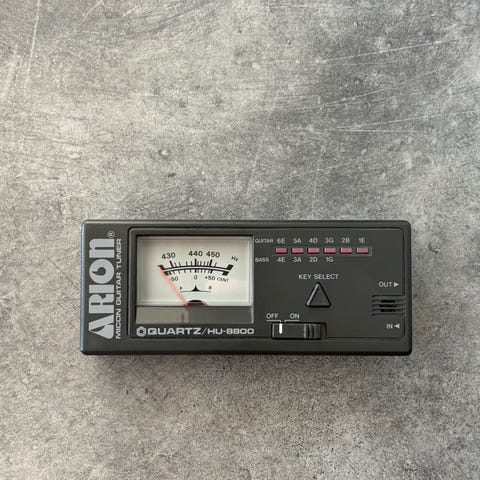 ARION®
MICON GUITAR TUNER
430 440 450 Hz
-50 0 +50 CENT
QUARTZ/HU-8800
GUITAR 6E 5A 4D 3G 2B 1E
BASS 4E 3A 2D 1G
KEY SELECT
OFF ON
OUT ▶
IN ◀